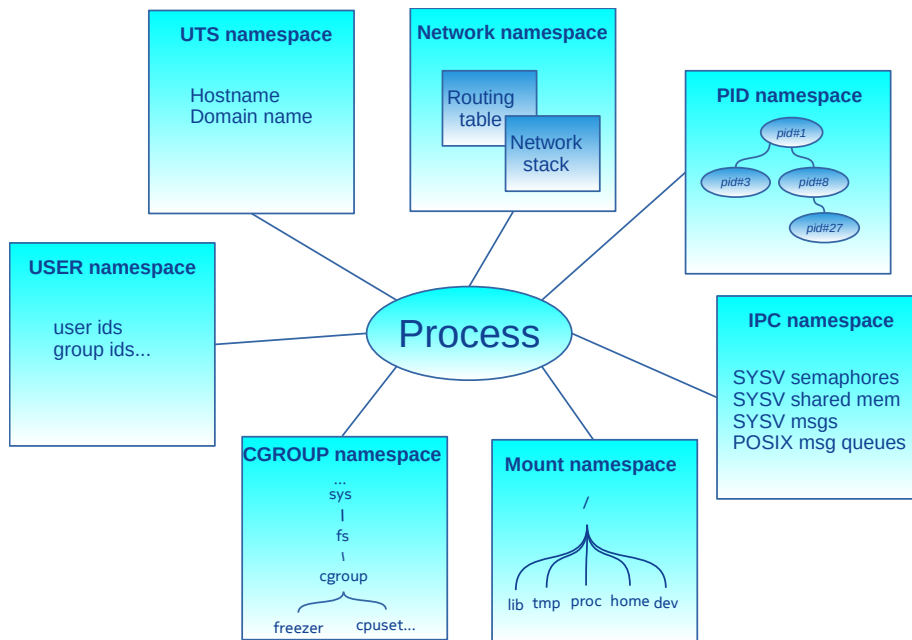 UTS namespace
Hostname
Domain name
Network namespace
Routing
table
Network
stack
PID namespace
pid#1
pid#3
pid#8
pid#27
USER namespace
user ids
group ids...
Process
IPC namespace
SYSV semaphores
SYSV shared mem
SYSV msgs
POSIX msg queues
CGROUP namespace
...
sys
fs
cgroup
freezer
cpuset...
Mount namespace
/
lib
tmp
proc
home
dev